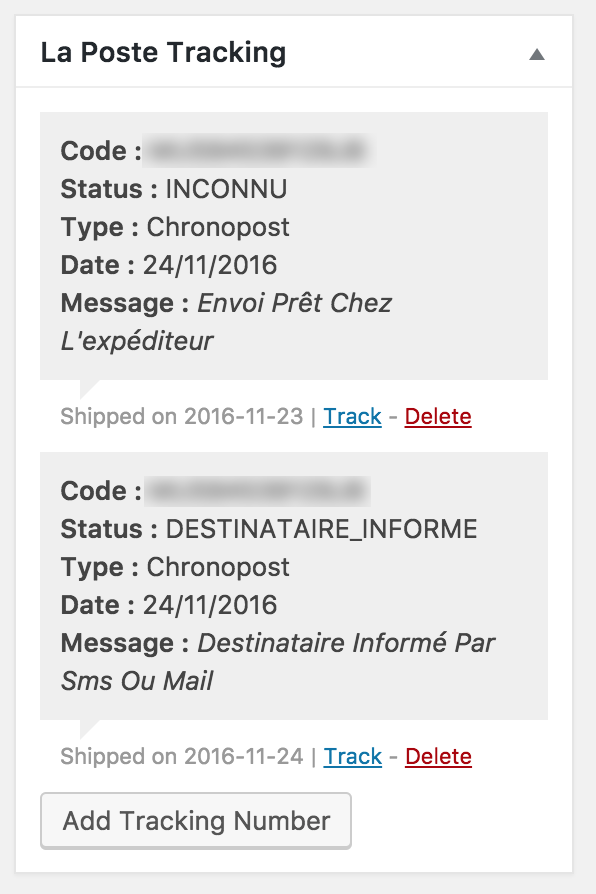 La Poste Tracking
Code :
Status : INCONNU
Type : Chronopost
Date : 24/11/2016
Message : Envoi Prêt Chez
L'expéditeur
Shipped on 2016-11-23 | Track - Delete
Code :
Status : DESTINATAIRE_INFORME
Type : Chronopost
Date : 24/11/2016
Message : Destinataire Informé Par
Sms Ou Mail
Shipped on 2016-11-24 | Track - Delete
Add Tracking Number